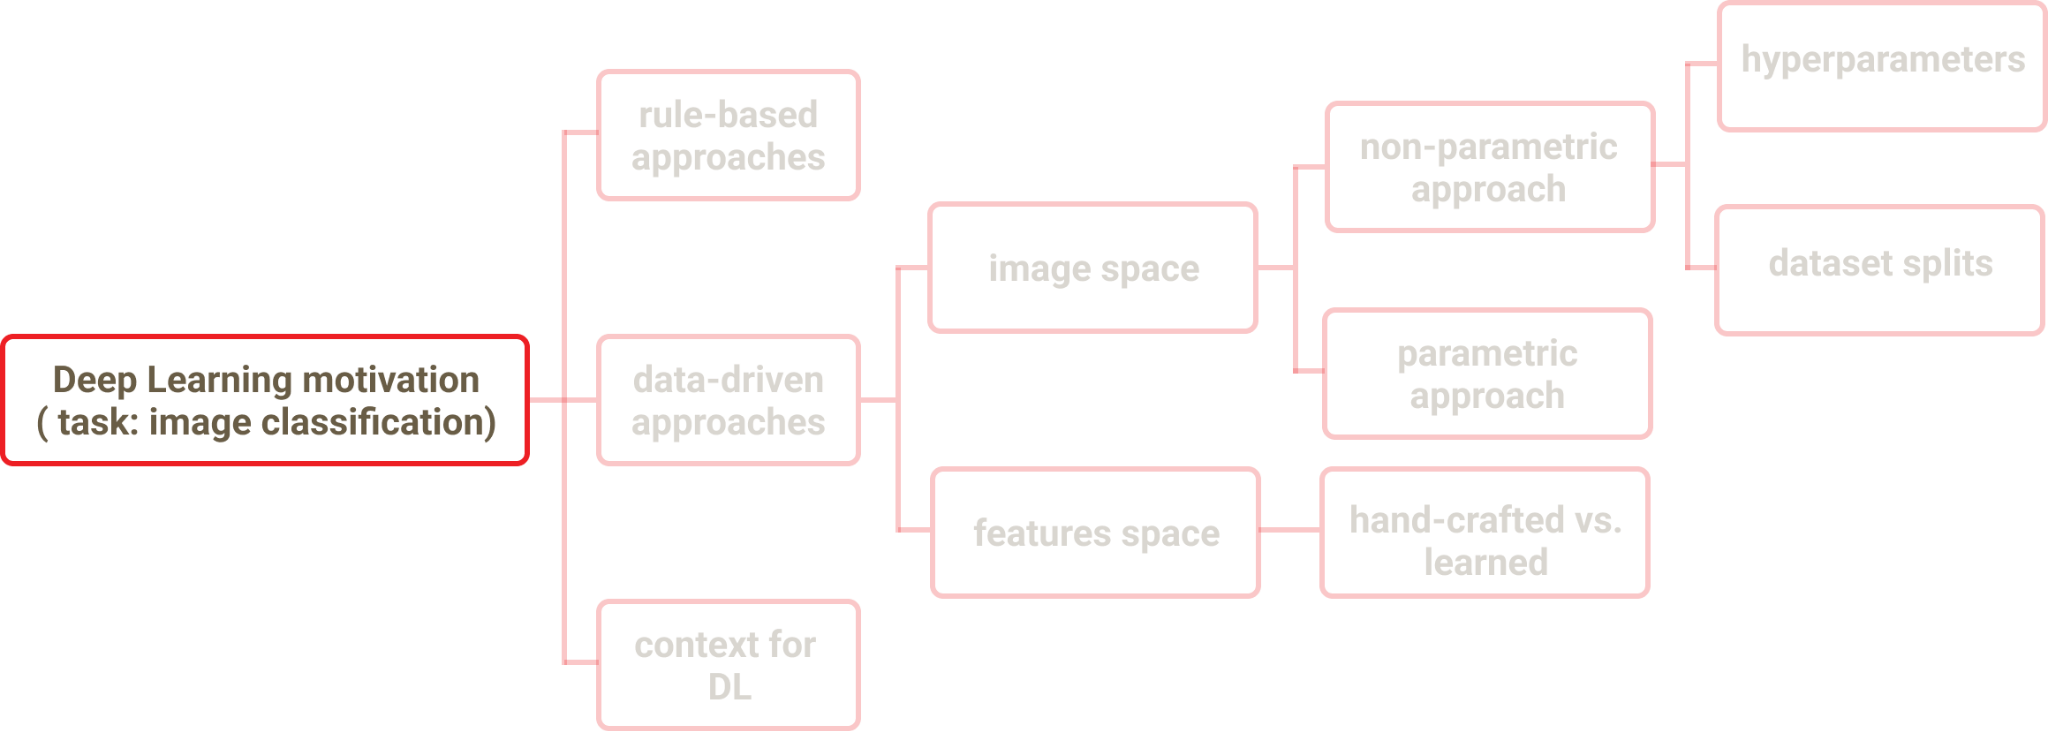 Deep Learning motivation
( task: image classification)
rule-based
approaches
data-driven
approaches
context for
DL
image space
features space
non-parametric
approach
parametric
approach
hand-crafted vs.
learned
hyperparameters
dataset splits